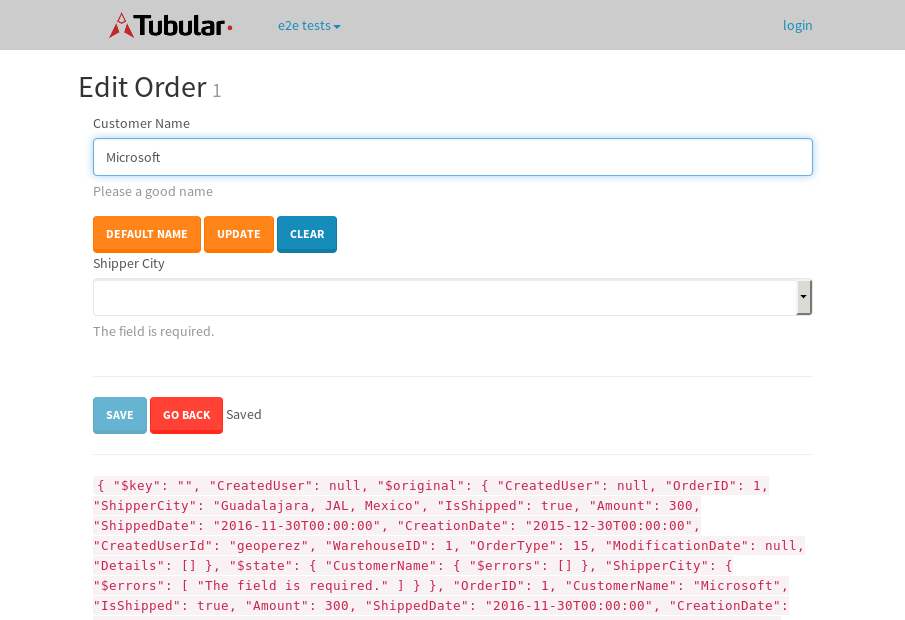 Tubular
e2e tests
login
Edit Order 1
Customer Name
Microsoft
Please a good name
DEFAULT NAME UPDATE CLEAR
Shipper City
The field is required.
SAVE GO BACK Saved
{ "$key": "", "CreatedUser": null, "$original": { "CreatedUser": null, "OrderID": 1,
"ShipperCity": "Guadalajara, JAL, Mexico", "IsShipped": true, "Amount": 300,
"ShippedDate": "2016-11-30T00:00:00", "CreationDate": "2015-12-30T00:00:00",
"CreatedUserId": "geoperez", "WarehouseID": 1, "OrderType": 15, "ModificationDate": null,
"Details": [] }, "$state": { "CustomerName": { "$errors": [] }, "ShipperCity": {
"$errors": [ "The field is required." ] } }, "OrderID": 1, "CustomerName": "Microsoft",
"IsShipped": true, "Amount": 300, "ShippedDate": "2016-11-30T00:00:00", "CreationDate":